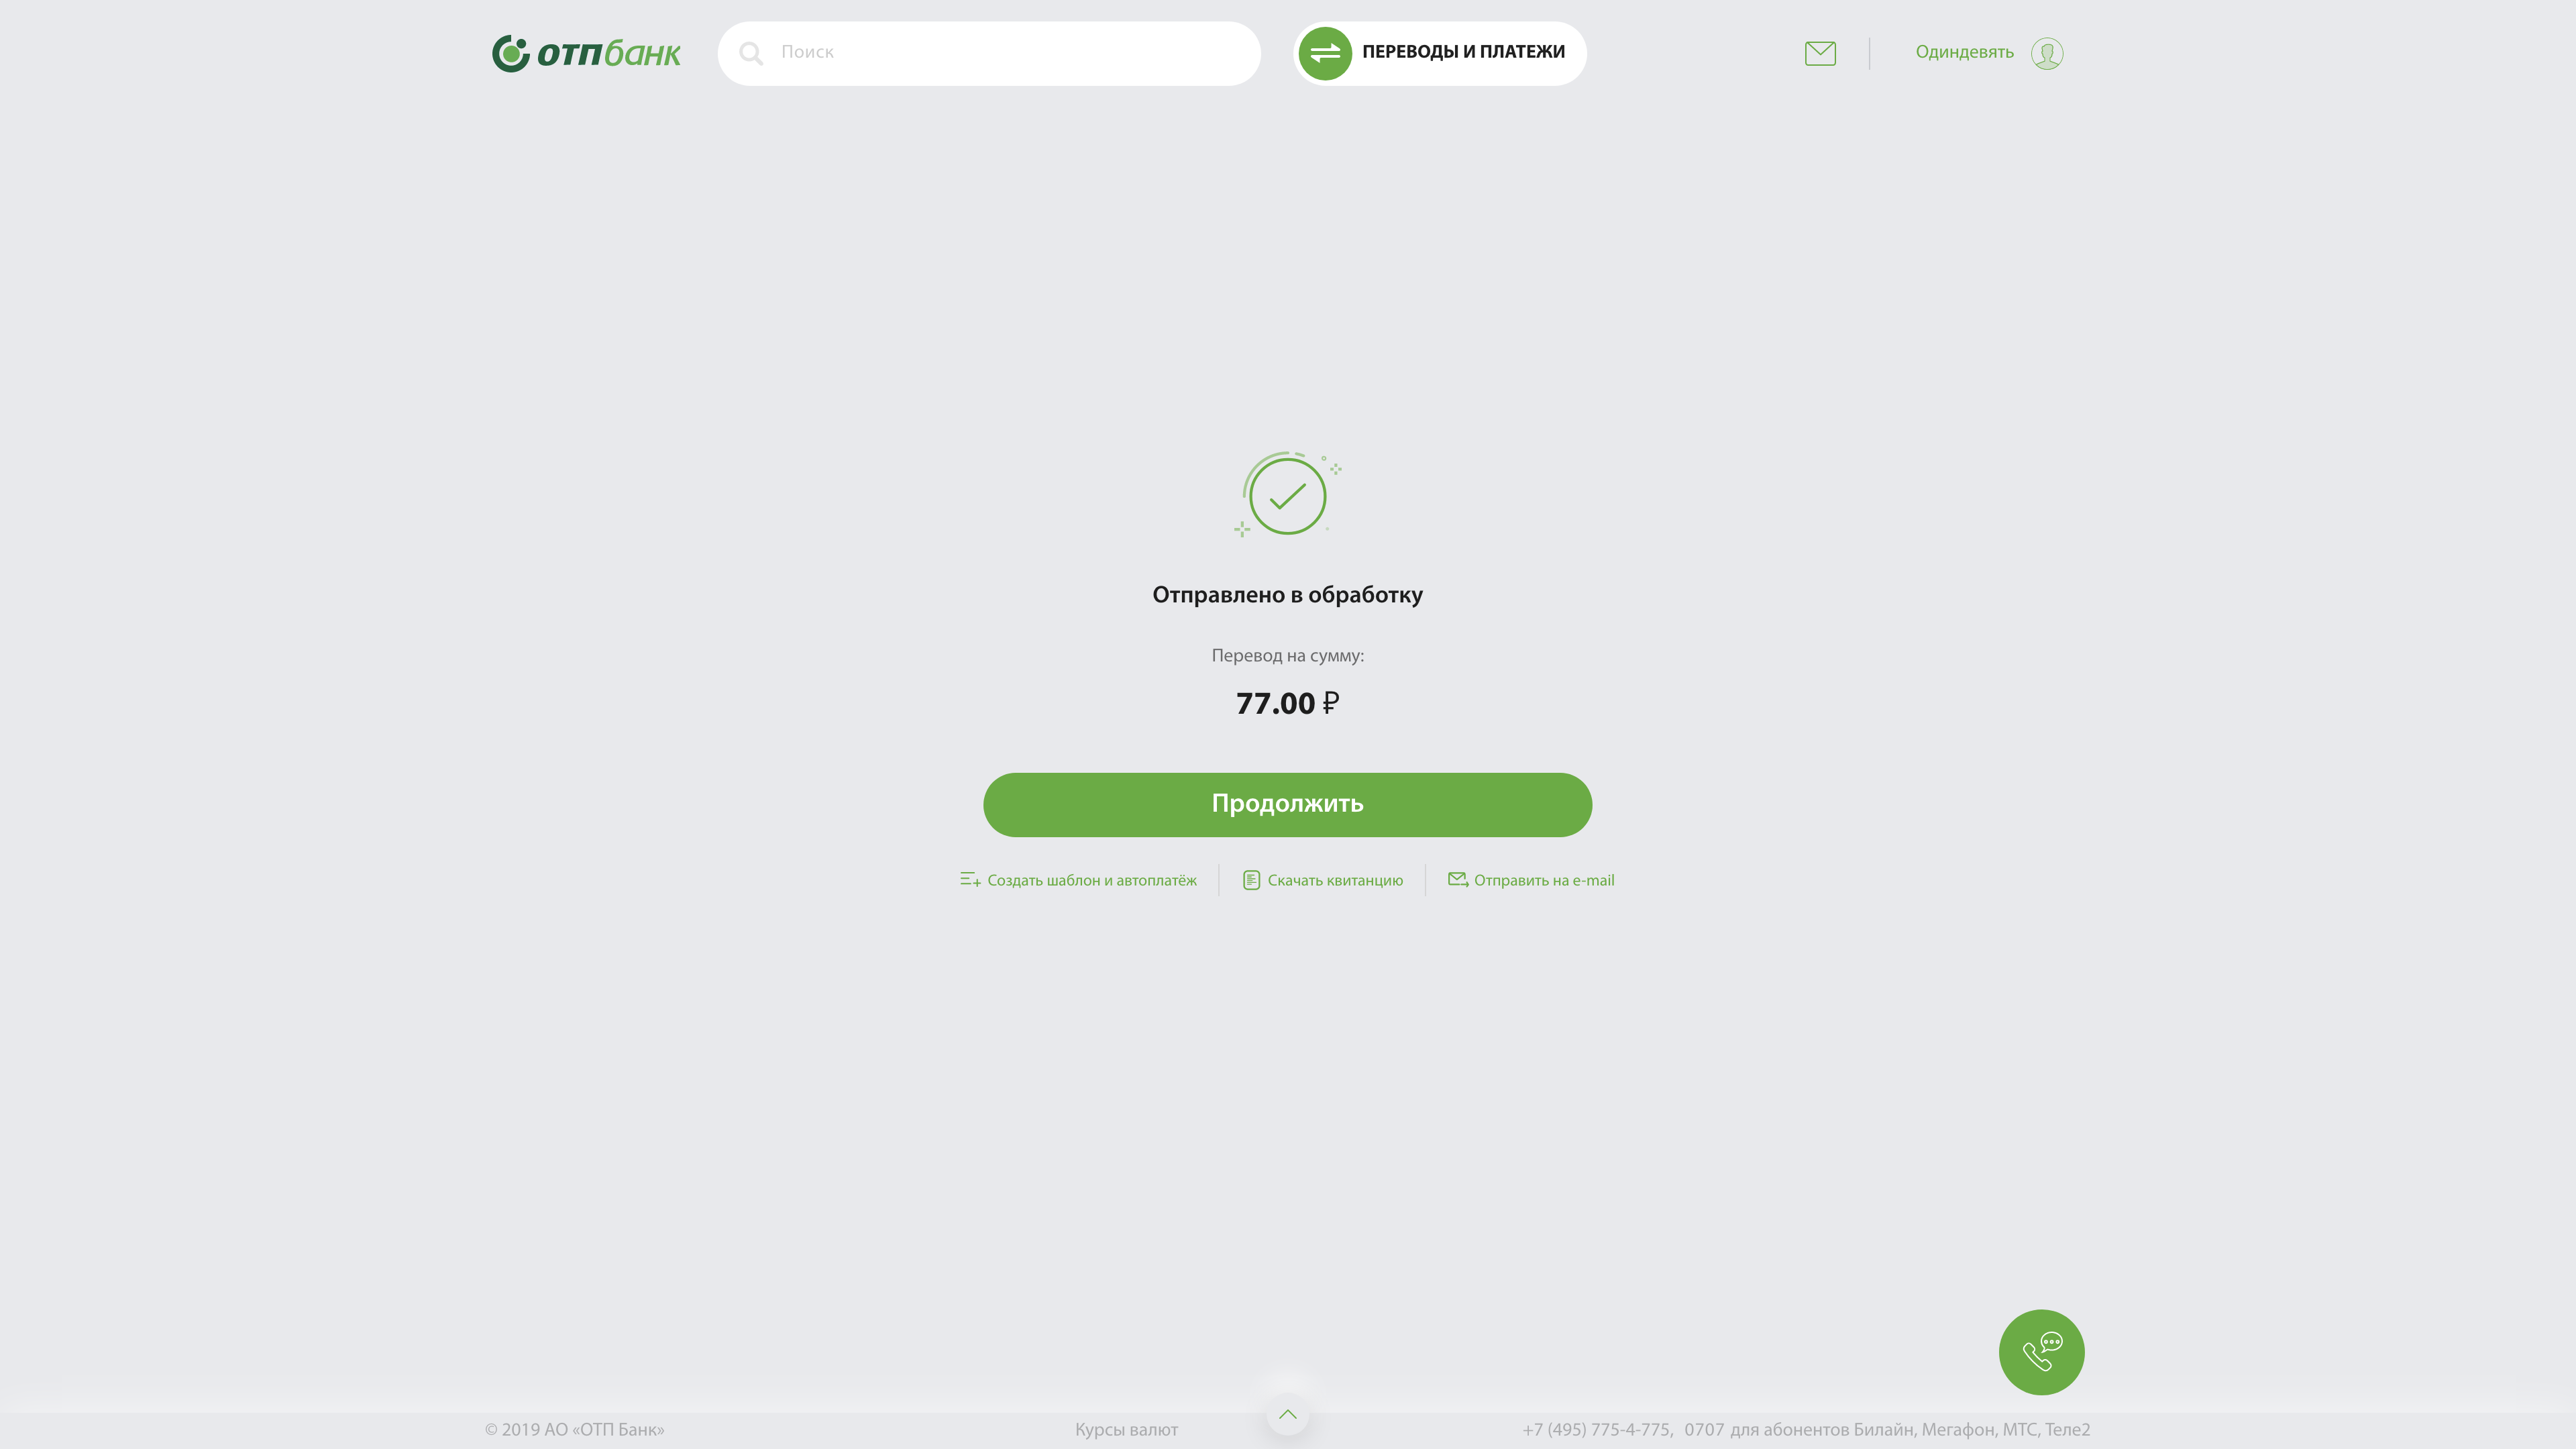 отпбанк
Поиск
ПЕРЕВОДЫ И ПЛАТЕЖИ
Одиндевять
Отправлено в обработку
Перевод на сумму:
77.00 ₽
Продолжить
Создать шаблон и автоплатёж
Скачать квитанцию
Отправить на e-mail
© 2019 АО «ОТП Банк»
Курсы валют
+7 (495) 775-4-775, 0707 для абонентов Билайн, Мегафон, МТС, Теле2